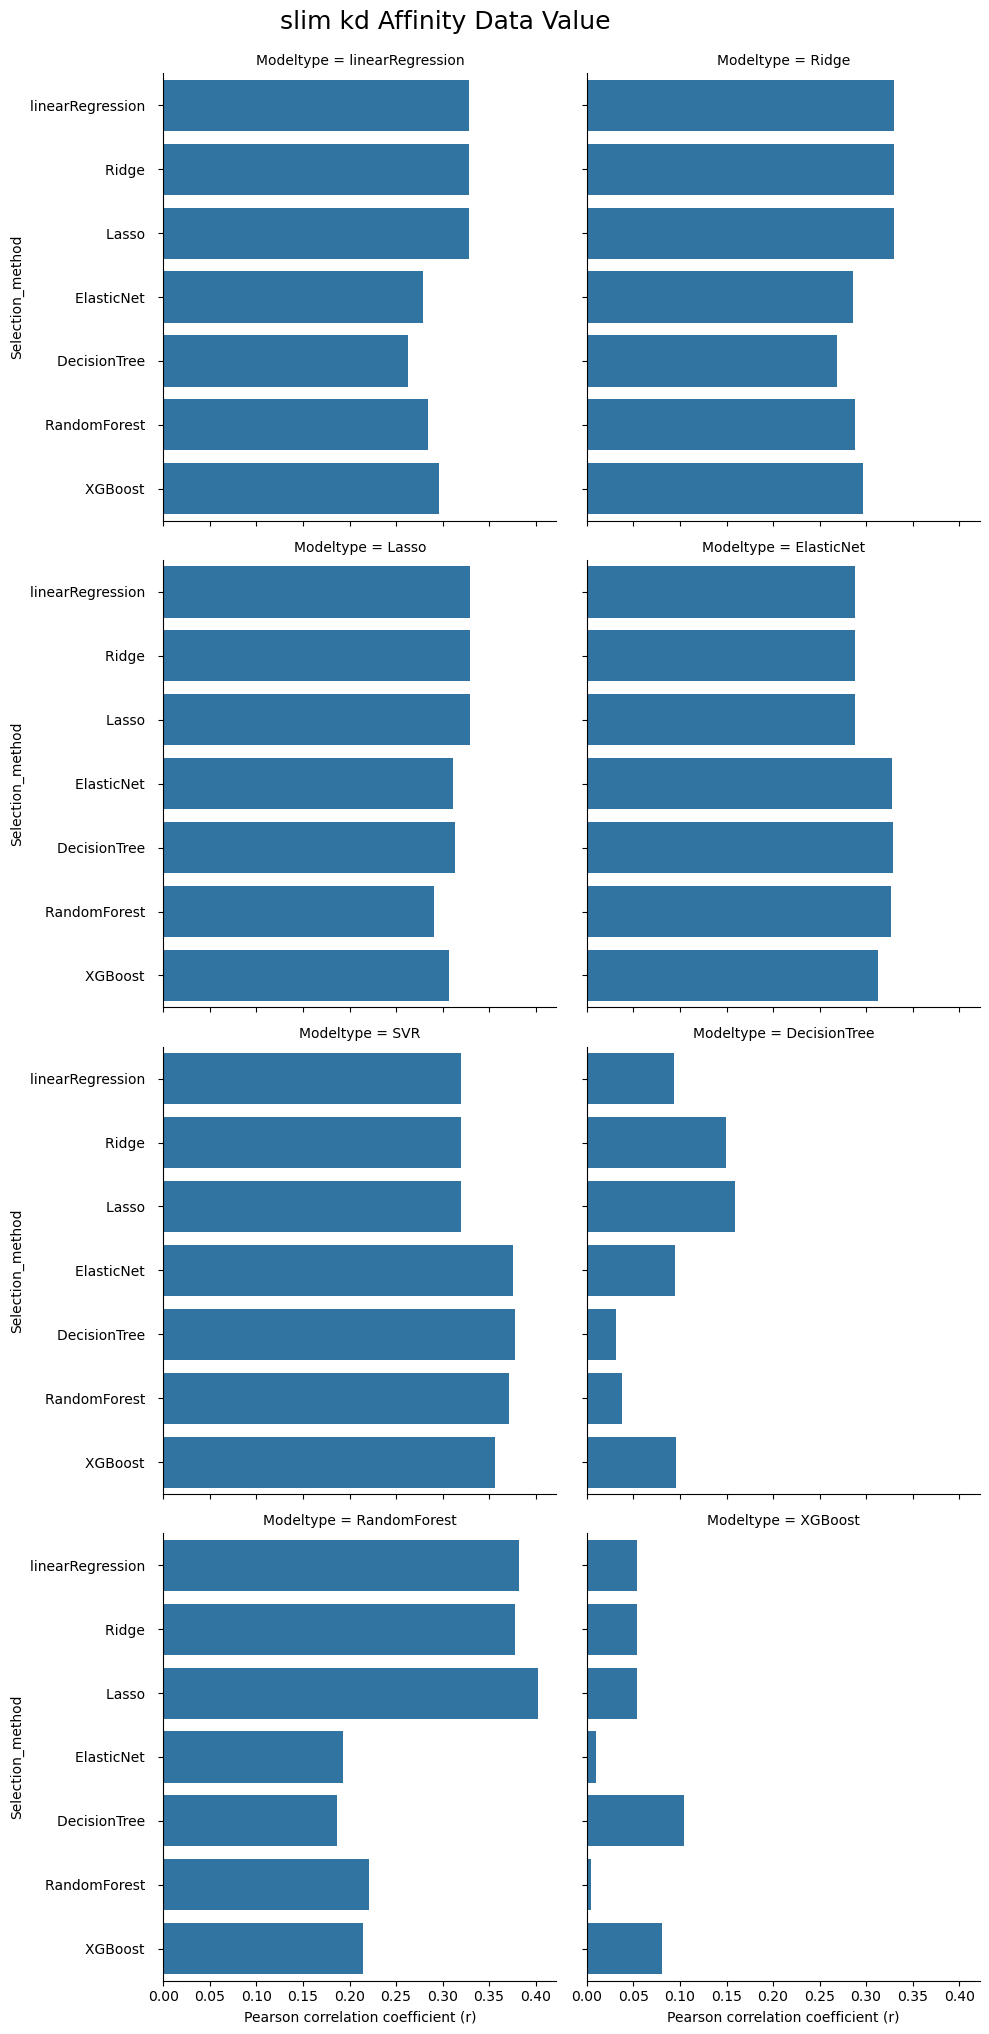 slim kd Affinity Data Value
Modeltype = linearRegression
Modeltype = Ridge
linearRegression
Ridge
Lasso
ElasticNet
DecisionTree
RandomForest
XGBoost
Selection_method
Modeltype = Lasso
Modeltype = ElasticNet
linearRegression
Ridge
Lasso
ElasticNet
DecisionTree
RandomForest
XGBoost
Selection_method
Modeltype = SVR
Modeltype = DecisionTree
linearRegression
Ridge
Lasso
ElasticNet
DecisionTree
RandomForest
XGBoost
Selection_method
Modeltype = RandomForest
Modeltype = XGBoost
linearRegression
Ridge
Lasso
ElasticNet
DecisionTree
RandomForest
XGBoost
Selection_method
0.00 0.05 0.10 0.15 0.20 0.25 0.30 0.35 0.40
Pearson correlation coefficient (r)
0.00 0.05 0.10 0.15 0.20 0.25 0.30 0.35 0.40
Pearson correlation coefficient (r)